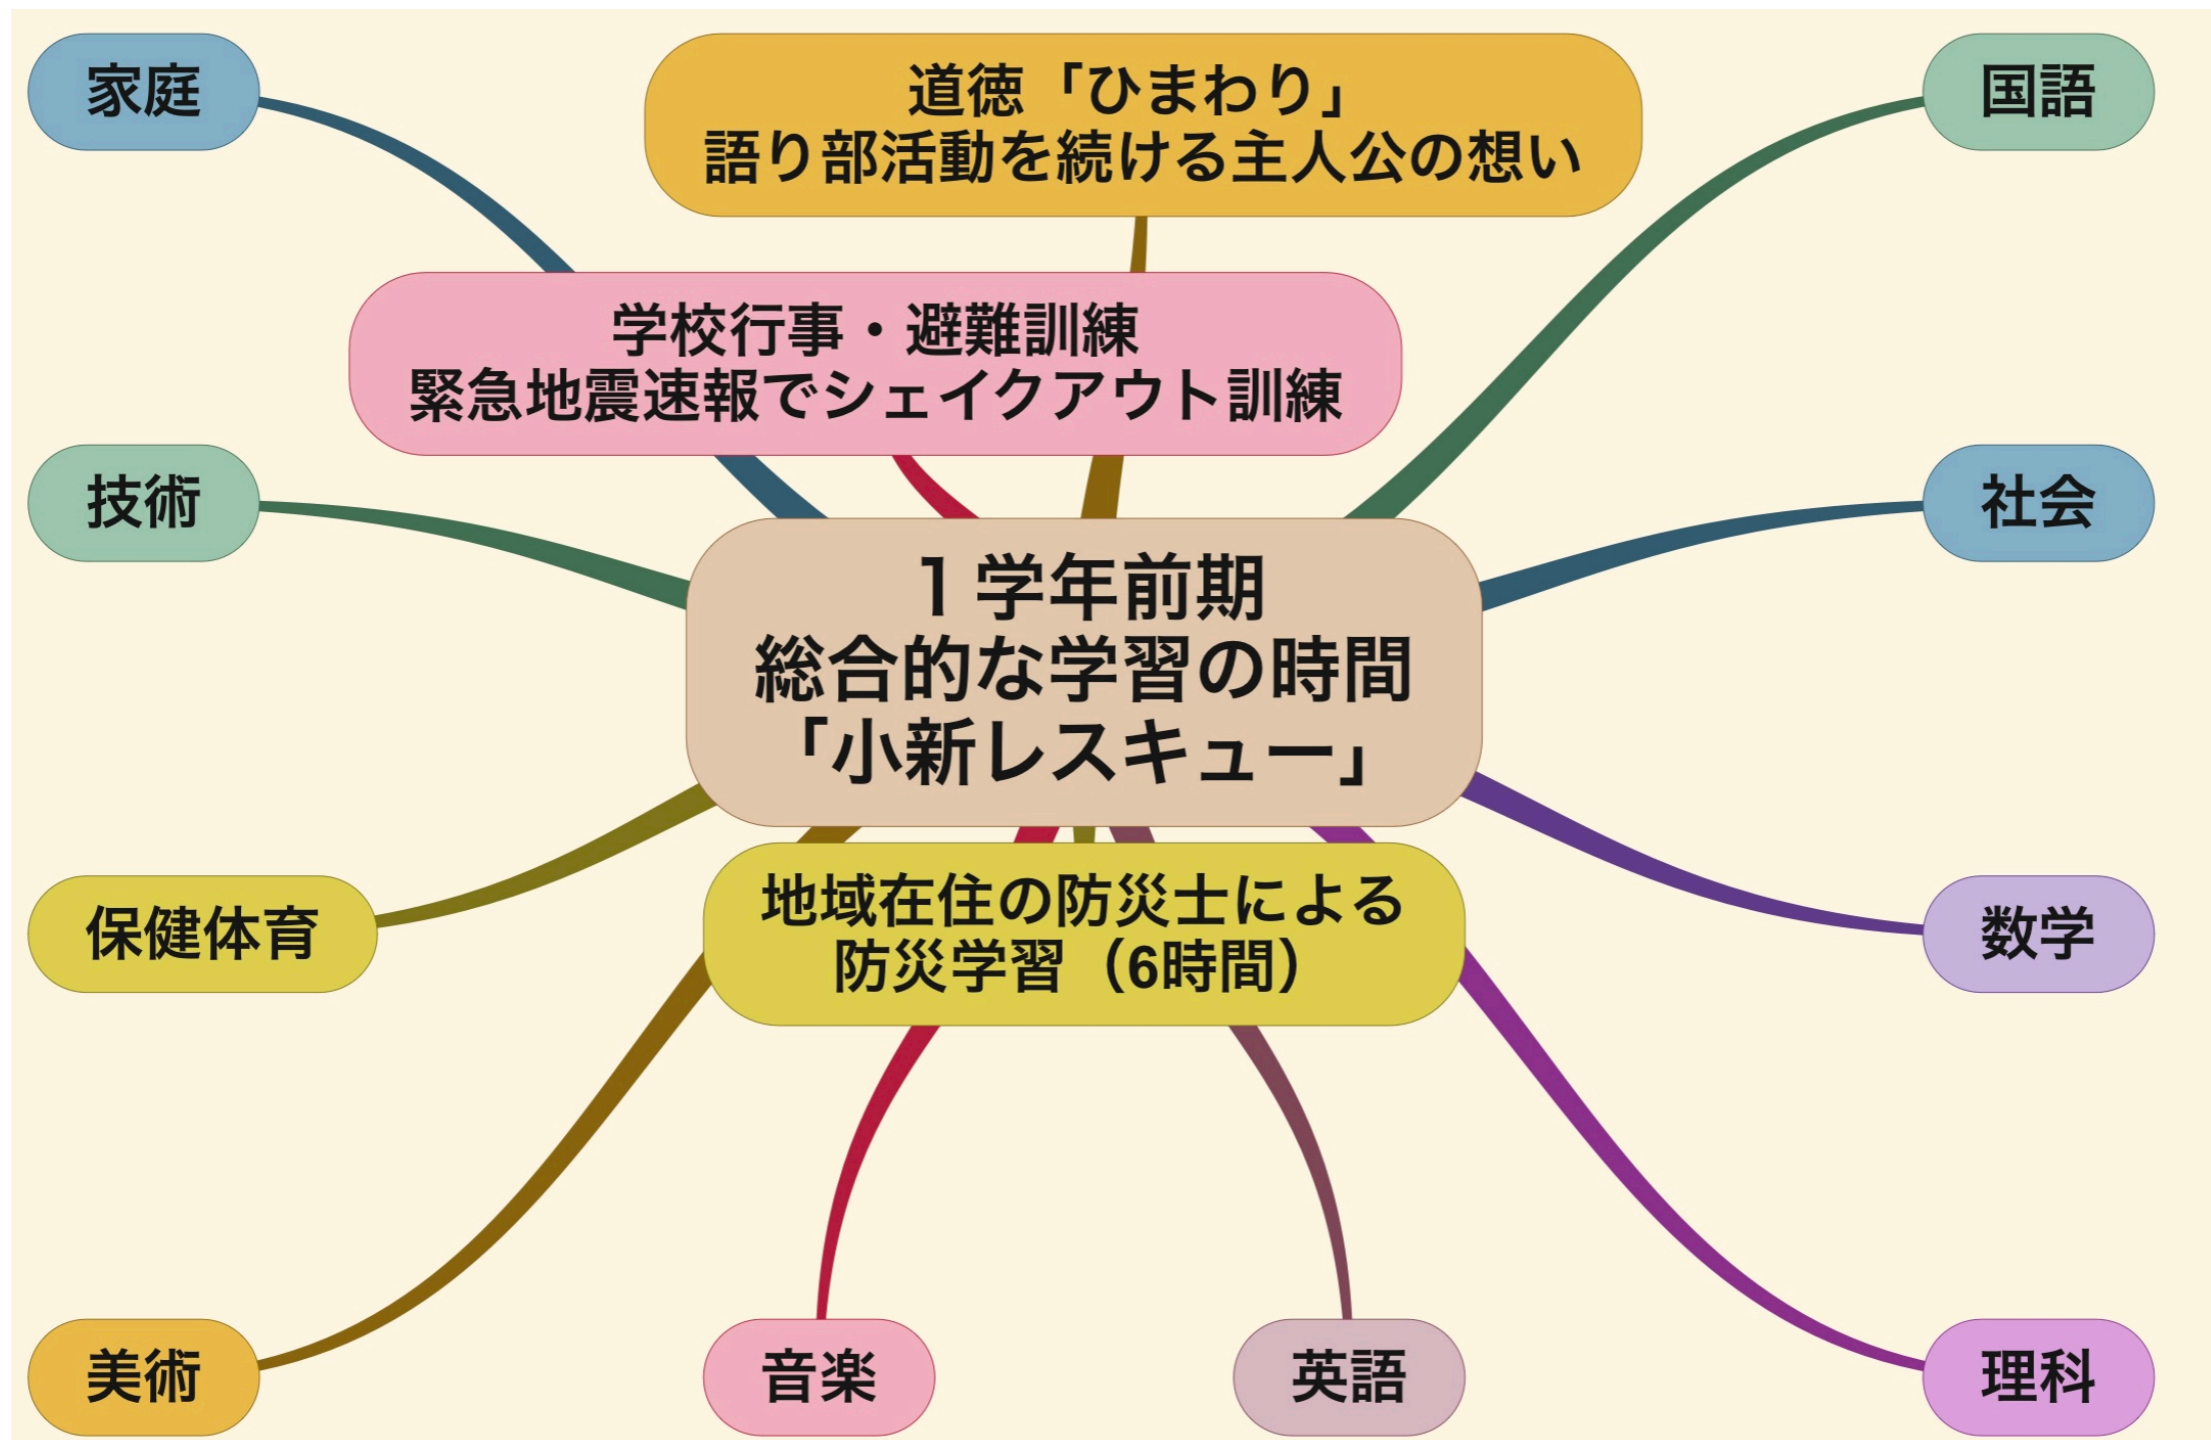 家庭
道徳「ひまわり」
語り部活動を続ける主人公の想い
国語
学校行事・避難訓練
緊急地震速報でシェイクアウト訓練
技術
社会
１学年前期
総合的な学習の時間
「小新レスキュー」
保健体育
地域在住の防災士による
防災学習（6時間）
数学
美術
音楽
英語
理科